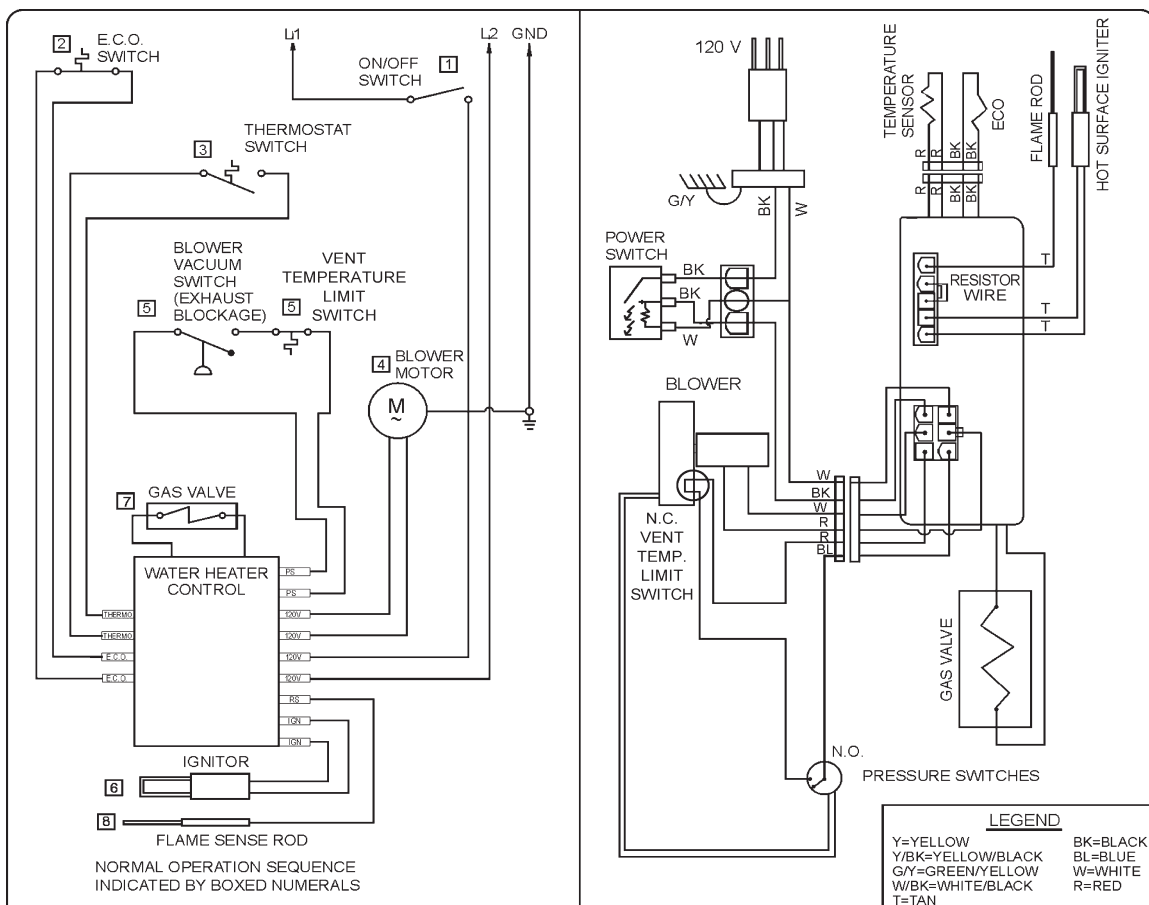 2
E.C.O.
SWITCH
L1
L2
GND
ON/OFF
SWITCH
1
THERMOSTAT
SWITCH
3
BLOWER
VACUUM
SWITCH
(EXHAUST
BLOCKAGE)
5
VENT
TEMPERATURE
LIMIT
SWITCH
5
4
BLOWER
MOTOR
M
~
7
GAS VALVE
WATER HEATER
CONTROL
PS
PS
THERMO.
120V
THERMO.
120V
E.C.O.
120V
E.C.O.
120V
RS
IGN
IGN
IGNITOR
6
8
FLAME SENSE ROD
NORMAL OPERATION SEQUENCE
INDICATED BY BOXED NUMERALS
120 V
TEMPERATURE
SENSOR
ECO
FLAME ROD
HOT SURFACE IGNITER
R
R
BK
BK
R
R
BK
BK
G/Y
BK
W
POWER
SWITCH
BK
BK
W
T
RESISTOR
WIRE
T
T
BLOWER
W
BK
W
R
R
BL
N.C.
VENT
TEMP.
LIMIT
SWITCH
GAS VALVE
N.O.
PRESSURE SWITCHES
LEGEND
Y=YELLOW BK=BLACK
Y/BK=YELLOW/BLACK BL=BLUE
G/Y=GREEN/YELLOW W=WHITE
W/BK=WHITE/BLACK R=RED
T=TAN